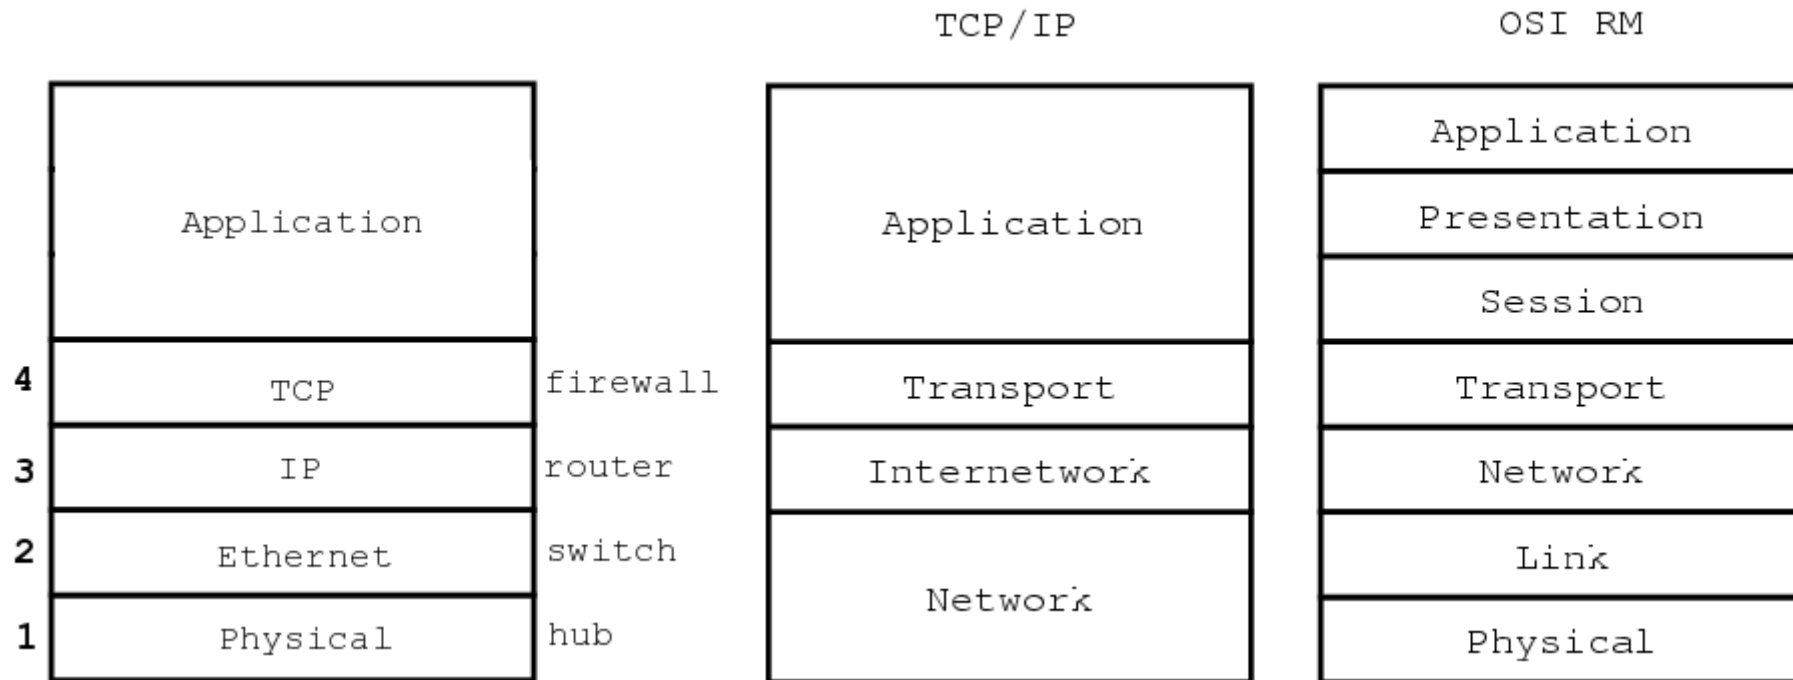 TCP/IP
OSI RM
Application
4 TCP firewall
3 IP router
2 Ethernet switch
1 Physical hub
Application
Transport
Internetwork
Network
Application
Presentation
Session
Transport
Network
Link
Physical